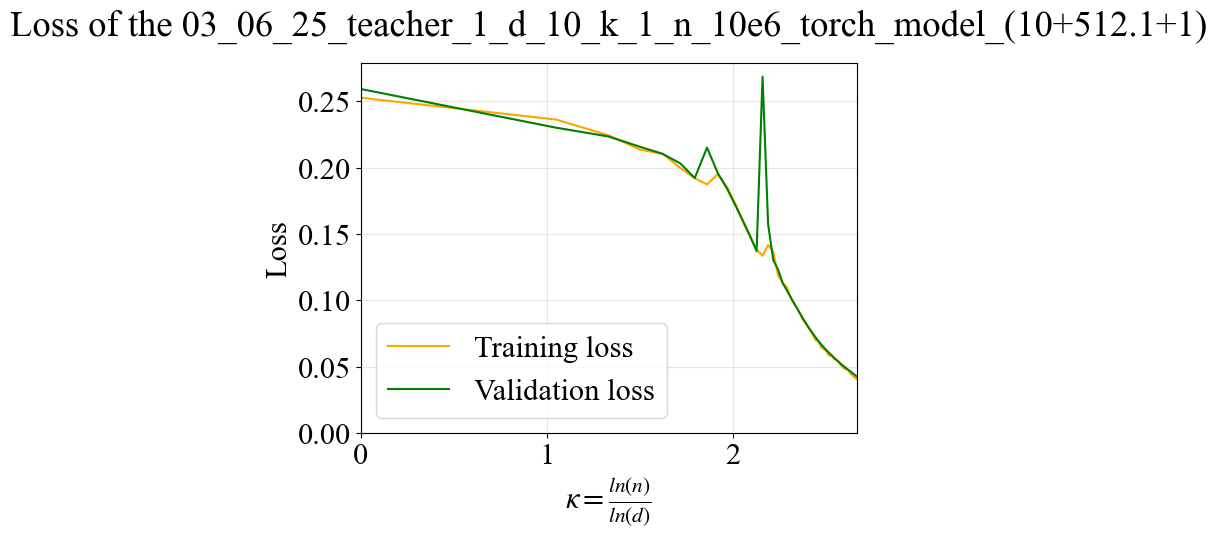 Loss of the 03_06_25_teacher_1_d_10_k_1_n_10e6_torch_model_(10+512.1+1)
0.25
0.20
0.15
0.10
0.05
0.00
Loss
Training loss
Validation loss
0 1 2
κ = ln(n)/ln(d)